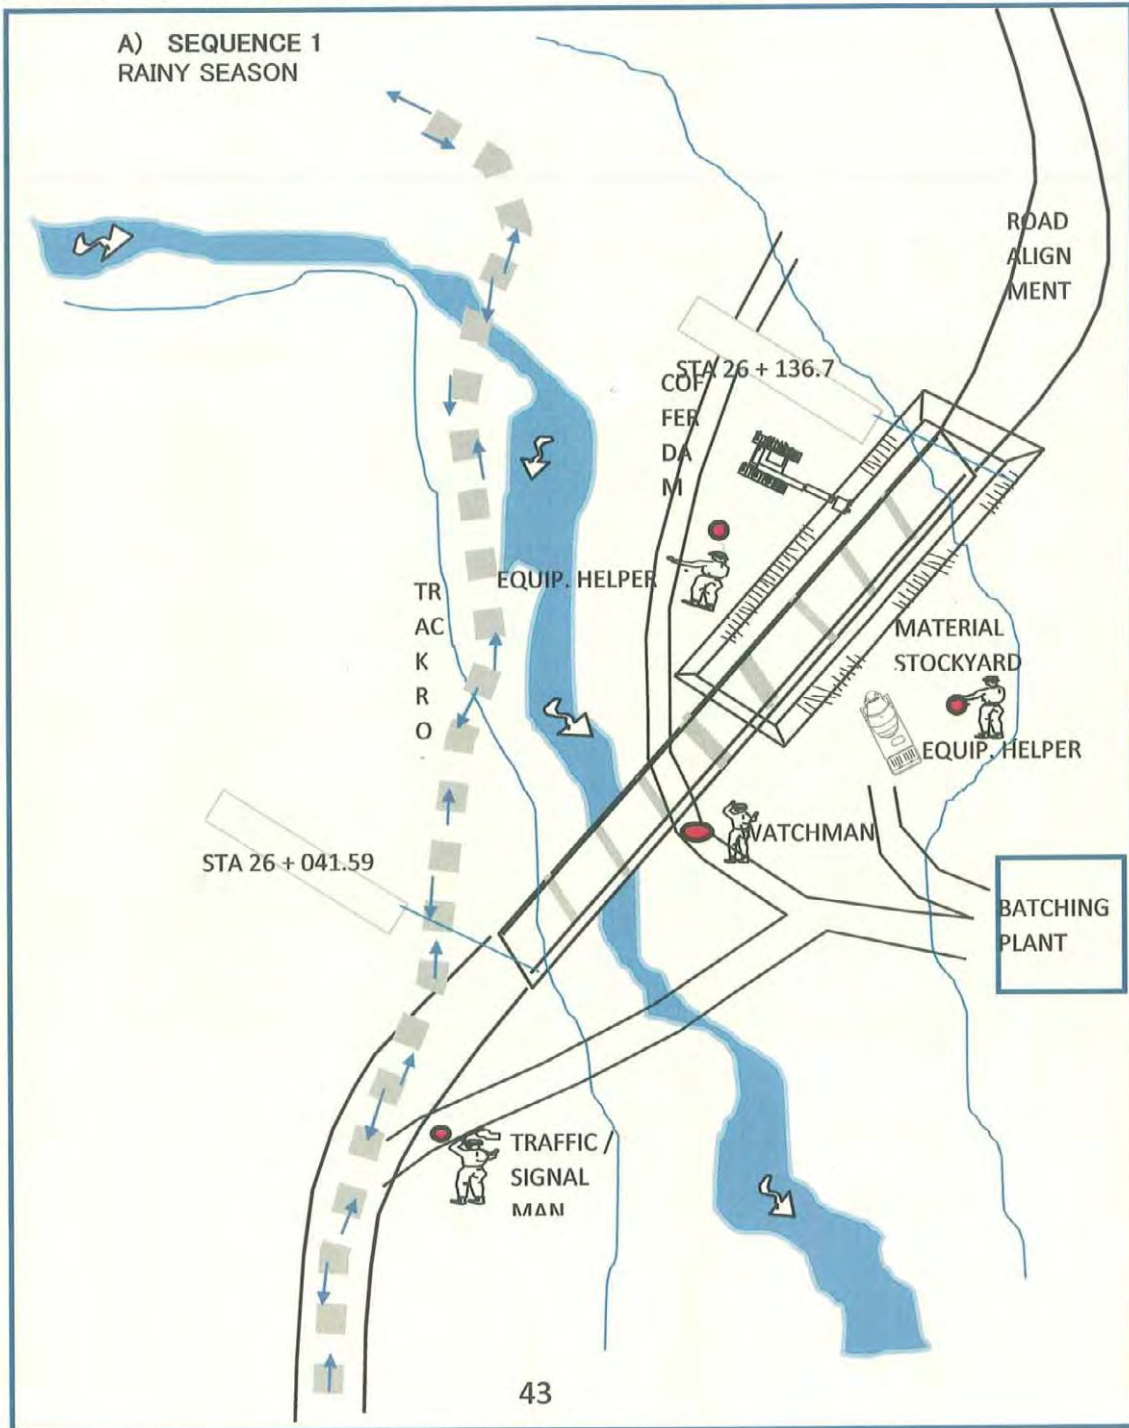 A) SEQUENCE 1
RAINY SEASON
ROAD
ALIGN
MENT
STA 26 + 136.7
COF
FER
DA
M
EQUIP. HELPER
TR
AC
K
R
O
MATERIAL
STOCKYARD
EQUIP. HELPER
WATCHMAN
STA 26 + 041.59
BATCHING
PLANT
TRAFFIC /
SIGNAL
MAN
43